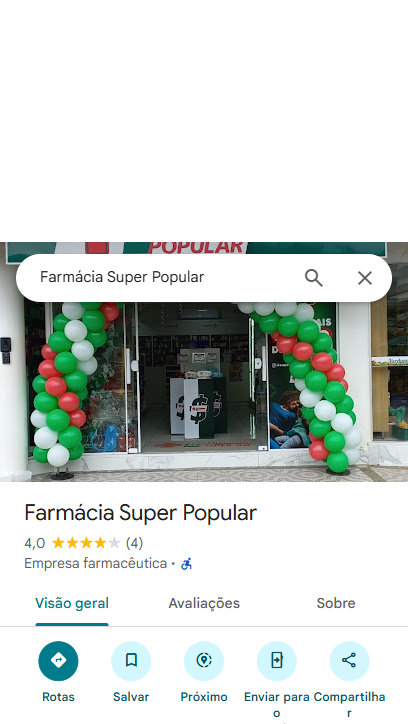 POPULAR
Farmácia Super Popular
Farmácia Super Popular
4,0 (4)
Empresa farmacêutica ·
Visão geral Avaliações Sobre
Rotas Salvar Próximo Enviar para o Compartilhar